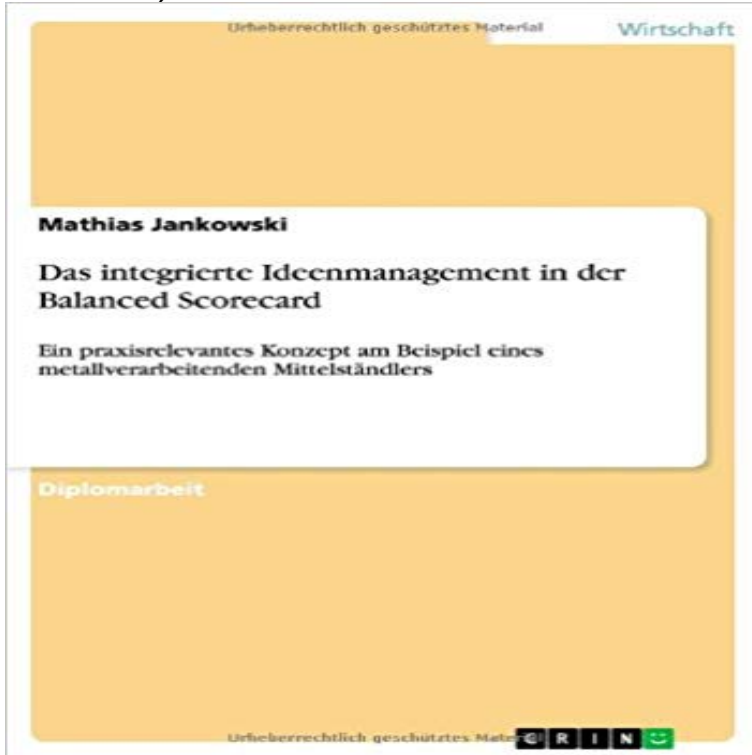 Urheberrechtlich geschütztes Material
Wirtschaft
Mathias Jankowski
Das integrierte Ideenmanagement in der
Balanced Scorecard
Ein praxisrelevantes Konzept am Beispiel eines
metallverarbeitenden Mittelständlers
Diplomarbeit
Urheberrechtlich geschütztes Mate
G R I N